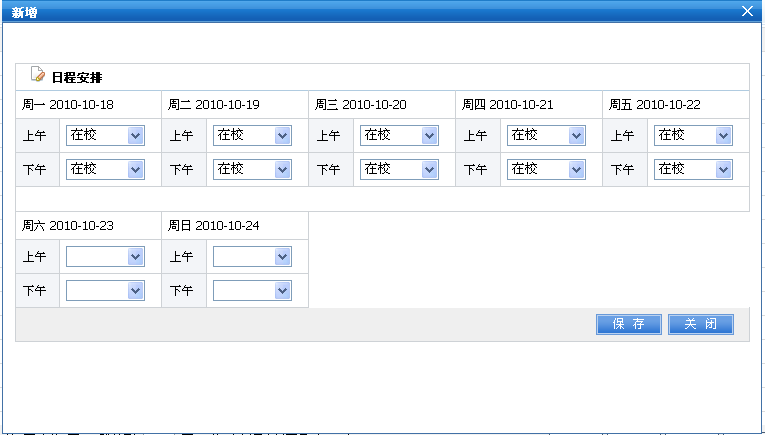 新增
日程安排
周一 2010-10-18 周二 2010-10-19 周三 2010-10-20 周四 2010-10-21 周五 2010-10-22
上午 在校 上午 在校 上午 在校 上午 在校 上午 在校
下午 在校 下午 在校 下午 在校 下午 在校 下午 在校
周六 2010-10-23 周日 2010-10-24
上午 上午
下午 下午
保 存 关 闭